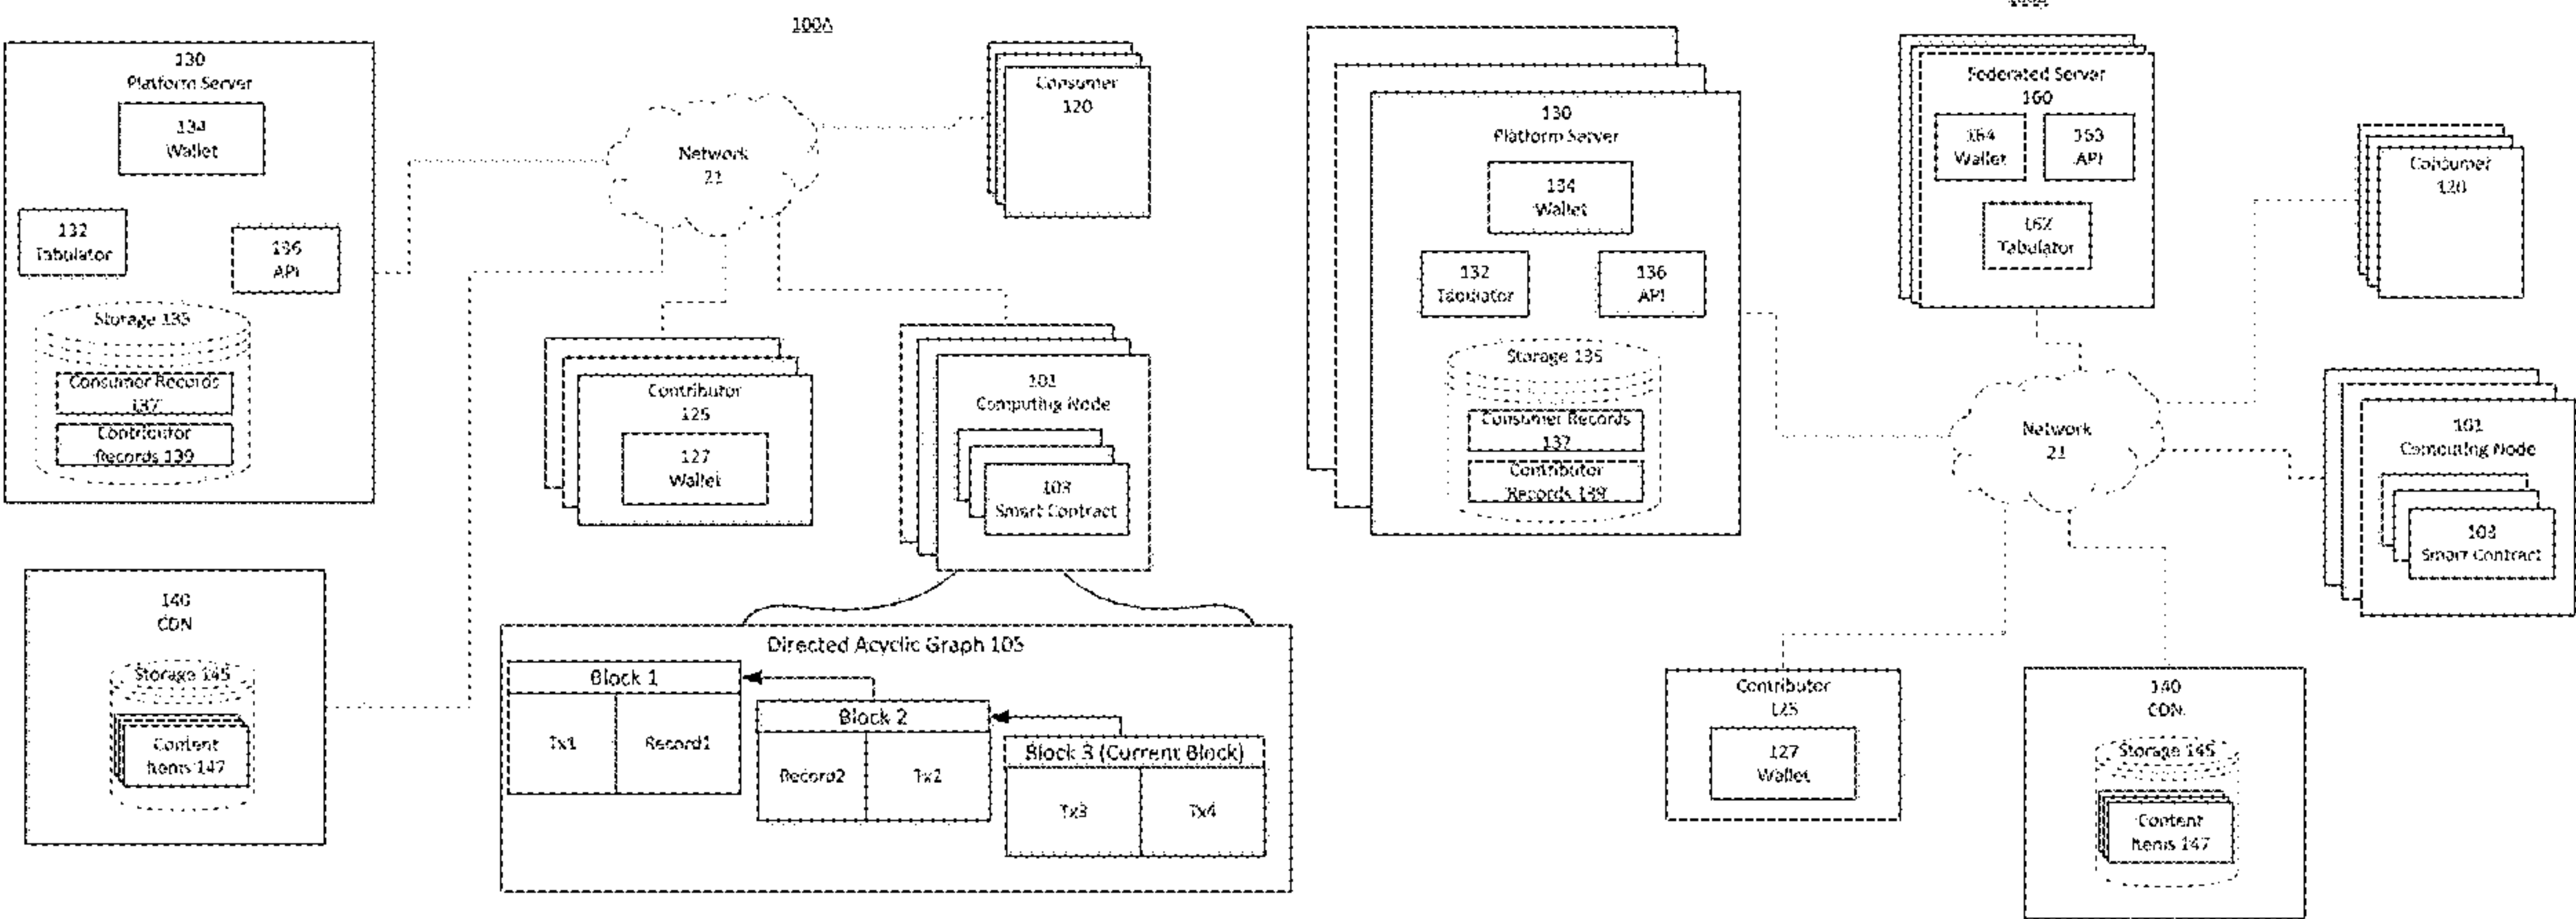 100A
130
Platform Server
134
Wallet
132
Tabulator
136
API
Storage 135
Consumer Records
137
Contributor
Records 139
Network
21
Consumer
120
Contributor
125
127
Wallet
101
Computing Node
103
Smart Contract
140
CDN
Storage 145
Content
Items 147
Directed Acyclic Graph 105
Block 1
Tx1
Record1
Block 2
Record2
Tx2
Block 3 (Current Block)
Tx3
Tx4
130
Platform Server
134
Wallet
132
Tabulator
136
API
Storage 135
Consumer Records
137
Contributor
Records 139
Federated Server
160
164
Wallet
163
API
162
Tabulator
Consumer
120
Network
21
101
Computing Node
103
Smart Contract
Contributor
125
127
Wallet
140
CDN
Storage 145
Content
Items 147